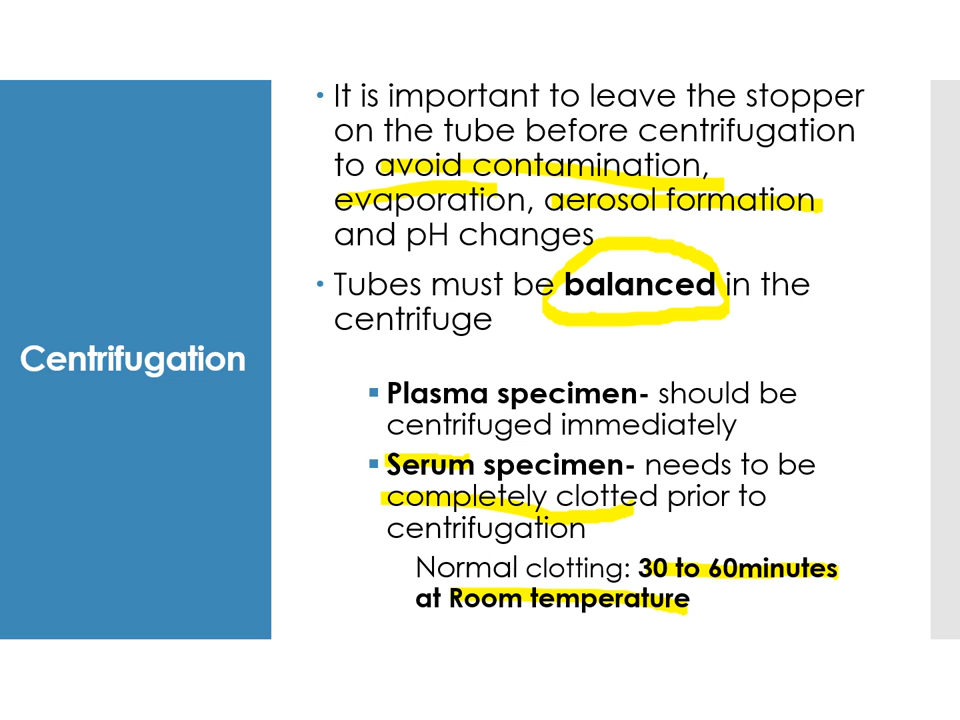 Centrifugation
• It is important to leave the stopper
on the tube before centrifugation
to avoid contamination,
evaporation, aerosol formation
and pH changes
• Tubes must be balanced in the
centrifuge
▪ Plasma specimen- should be
centrifuged immediately
▪ Serum specimen- needs to be
completely clotted prior to
centrifugation
Normal clotting: 30 to 60minutes
at Room temperature